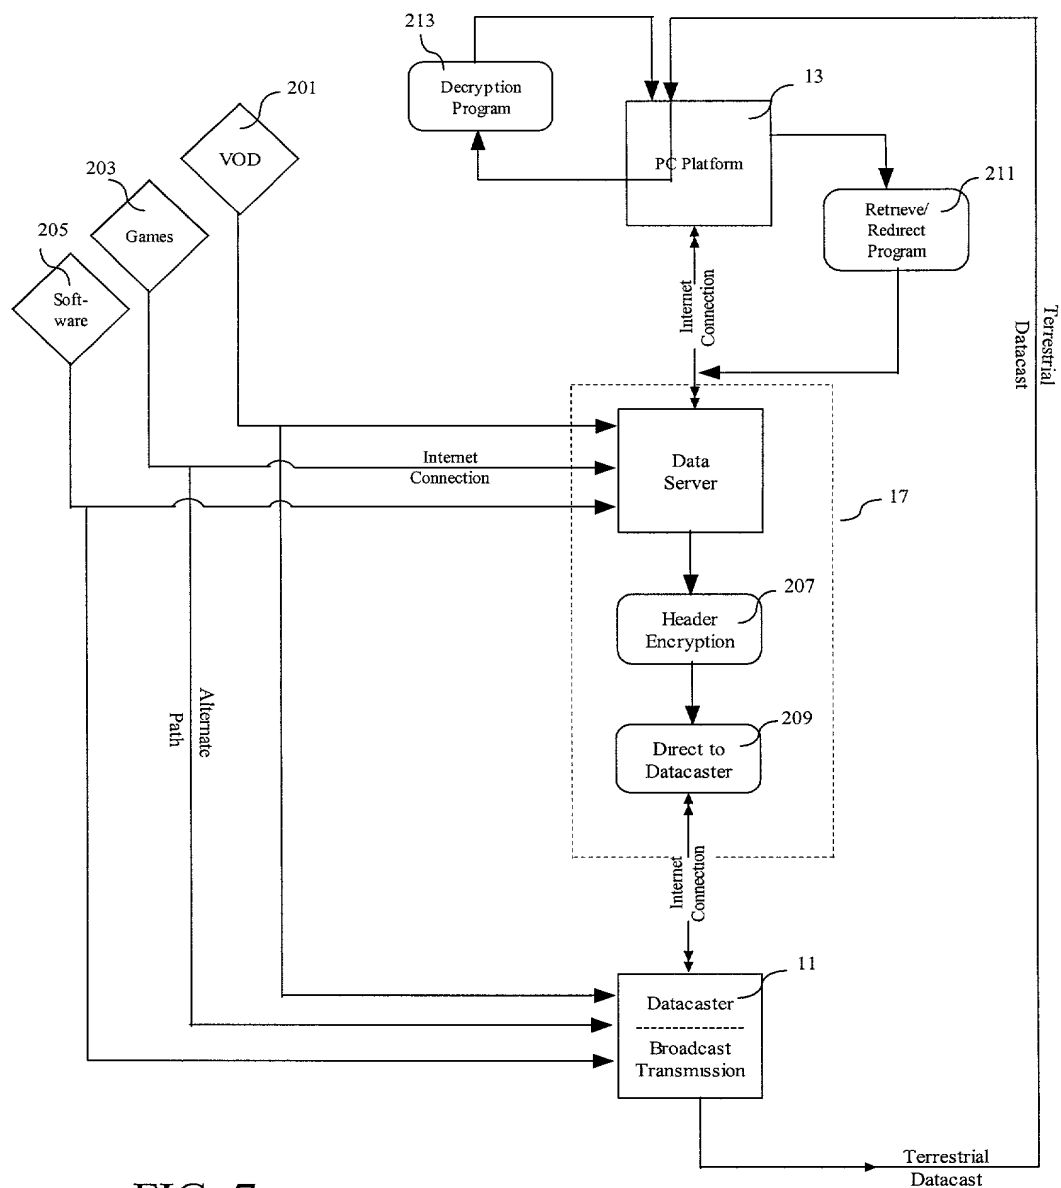 213
Decryption
Program
13
PC Platform
201
VOD
203
Games
205
Soft-
ware
211
Retrieve/
Redirect
Program
Internet
Connection
Terrestrial
Datacast
Internet
Connection
Data
Server
17
207
Header
Encryption
209
Direct to
Datacaster
Alternate
Path
Internet
Connection
11
Datacaster
Broadcast
Transmission
Terrestrial
Datacast
FIG. 7